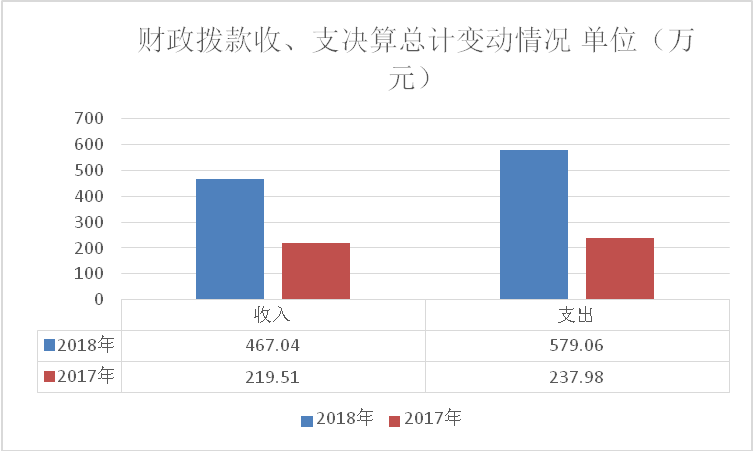 财政拨款收、支决算总计变动情况 单位（万
元）
700
600
500
400
300
200
100
0
收入 支出
2018年 467.04 579.06
2017年 219.51 237.98
2018年 2017年